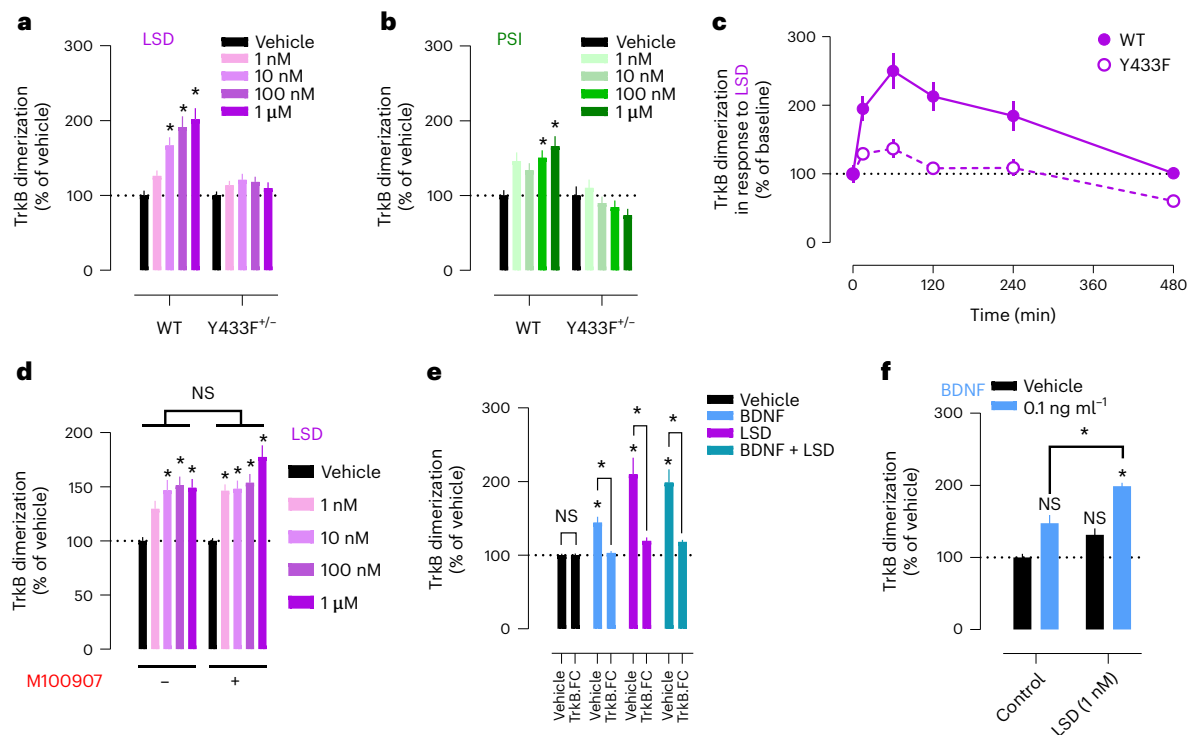 a
LSD
Vehicle
1 nM
10 nM
100 nM
1 µM
TrkB dimerization
(% of vehicle)
300
200
100
0
* * *
WT
Y433F+/−
b
PSI
Vehicle
1 nM
10 nM
100 nM
1 µM
TrkB dimerization
(% of vehicle)
300
200
100
0
* *
WT
Y433F+/−
c
WT
Y433F
TrkB dimerization
in response to LSD
(% of baseline)
300
200
100
0
0 120 240 360 480
Time (min)
d
NS
LSD
Vehicle
1 nM
10 nM
100 nM
1 µM
TrkB dimerization
(% of vehicle)
200
150
100
50
0
* * * * * * *
M100907 − +
e
Vehicle
BDNF
LSD
BDNF + LSD
TrkB dimerization
(% of vehicle)
300
200
100
0
NS
* * * * * *
Vehicle
TrkB.FC
Vehicle
TrkB.FC
Vehicle
TrkB.FC
Vehicle
TrkB.FC
f
BDNF
Vehicle
0.1 ng ml−1
TrkB dimerization
(% of vehicle)
300
200
100
0
*
NS NS *
Control
LSD (1 nM)